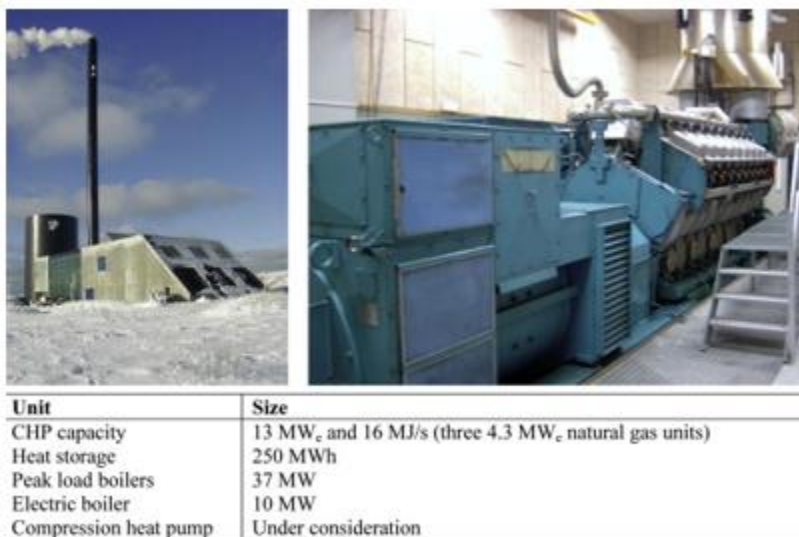 Unit Size
CHP capacity 13 MWe and 16 MJ/s (three 4.3 MWe natural gas units)
Heat storage 250 MWh
Peak load boilers 37 MW
Electric boiler 10 MW
Compression heat pump Under consideration